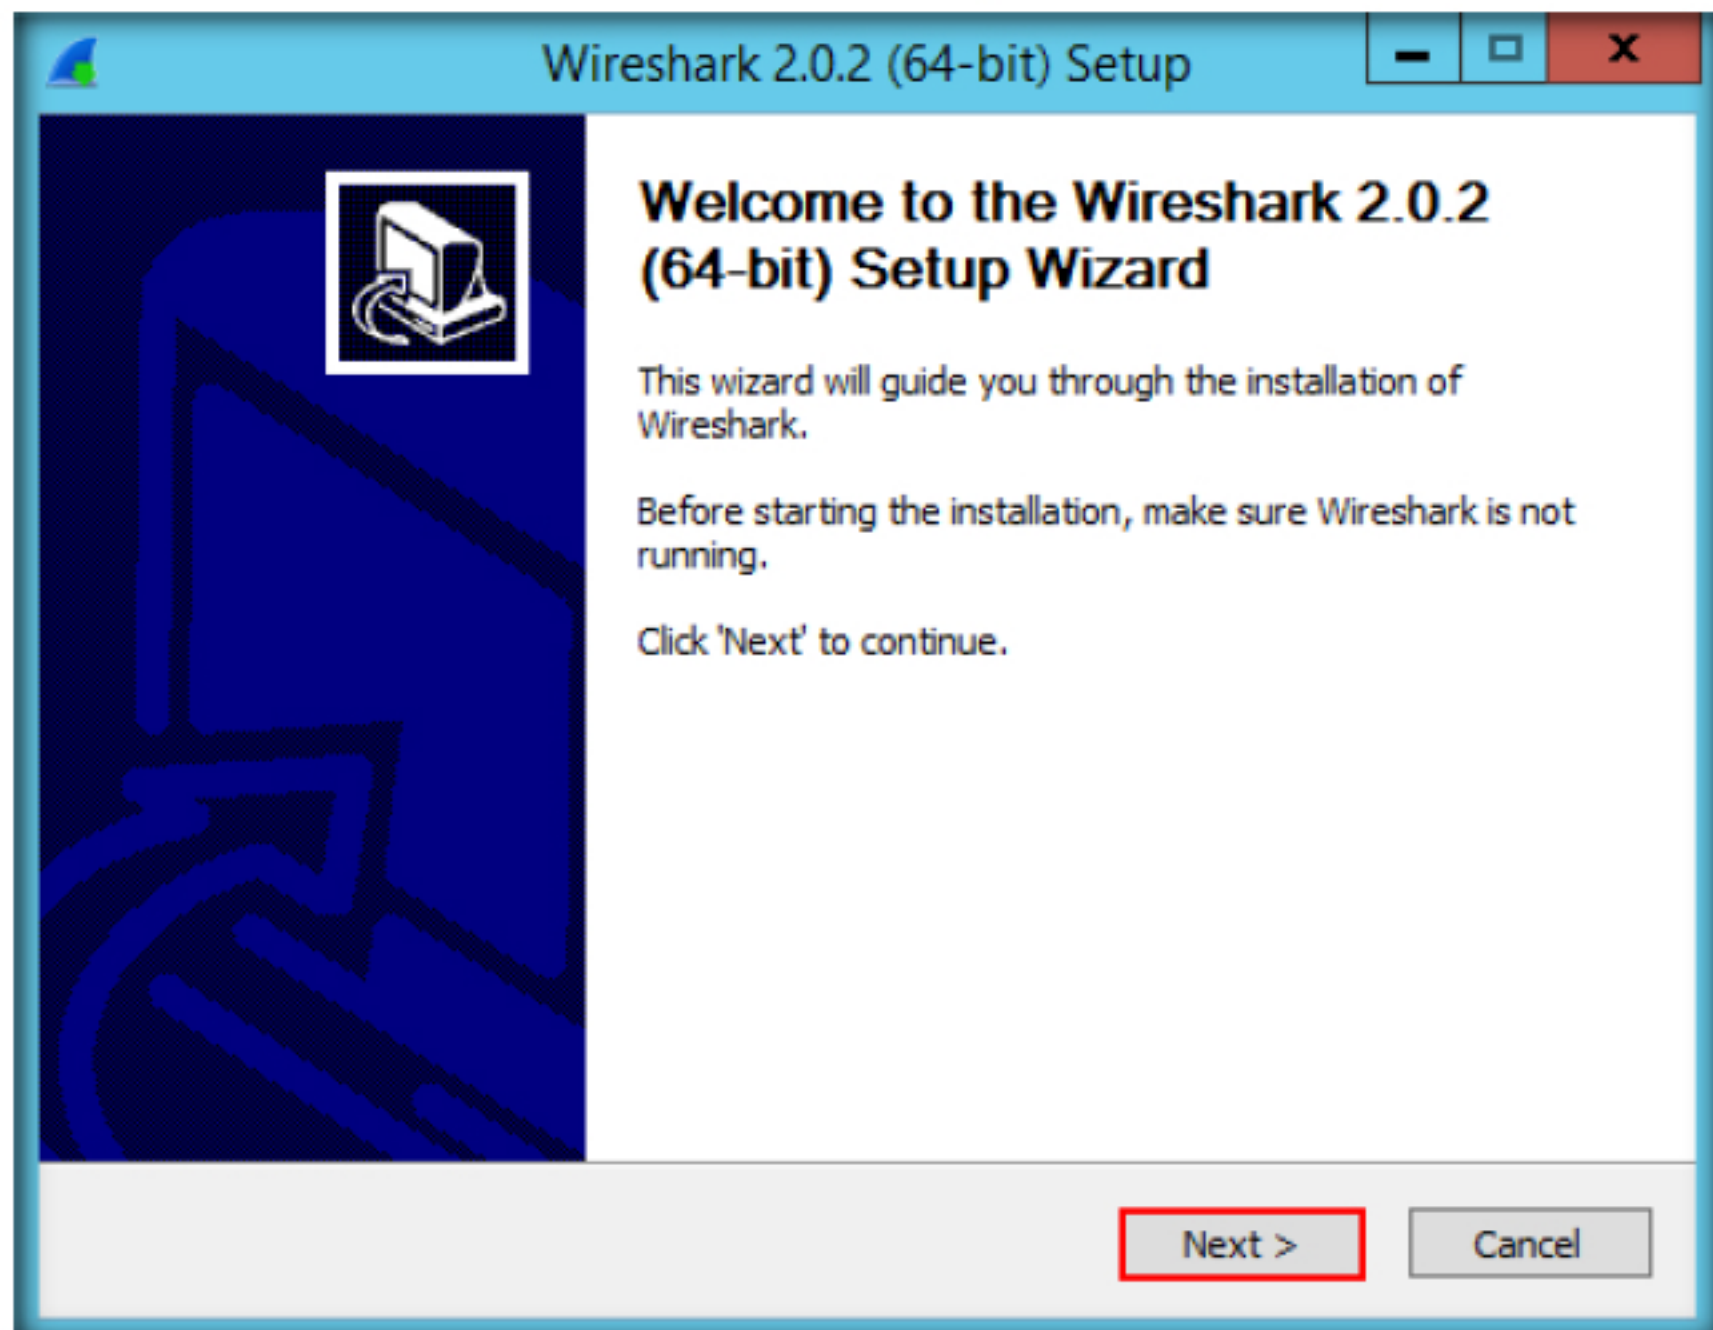 Wireshark 2.0.2 (64-bit) Setup
Welcome to the Wireshark 2.0.2
(64-bit) Setup Wizard
This wizard will guide you through the installation of
Wireshark.
Before starting the installation, make sure Wireshark is not
running.
Click 'Next' to continue.
Next >
Cancel